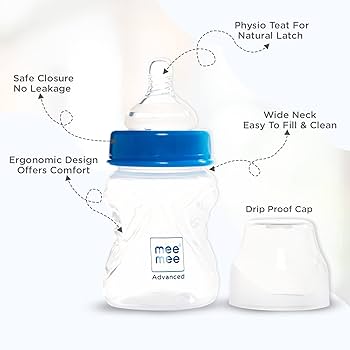 Physio Teat For
Natural Latch
Safe Closure
No Leakage
Wide Neck
Easy To Fill & Clean
Ergonomic Design
Offers Comfort
Drip Proof Cap
mee
mee
Advanced